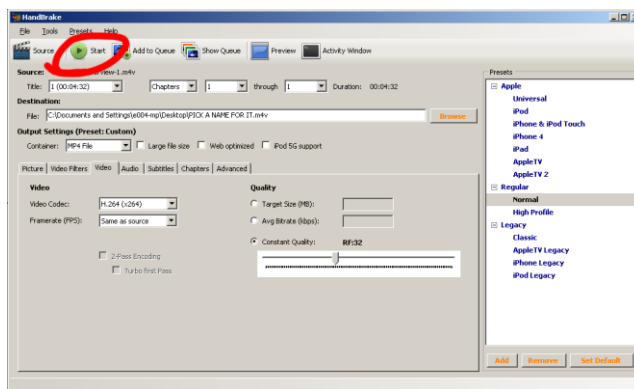 HandBrake
File Tools Presets Help
Source Start Add to Queue Show Queue Preview Activity Window
Source: view-1.m4v
Title: 1 (00:04:32) Chapters 1 through 1 Duration: 00:04:32
Destination:
File: C:\Documents and Settings\e004-mp\Desktop\PICK A NAME FOR IT.m4v Browse
Output Settings (Preset: Custom)
Container: MP4 File Large file size Web optimized iPod 5G support
Picture Video Filters Video Audio Subtitles Chapters Advanced
Video
Video Codec: H.264 (x264)
Framerate (FPS): Same as source
2-Pass Encoding
Turbo first Pass
Quality
Target Size (MB):
Avg Bitrate (kbps):
Constant Quality: RF:32
Presets
Apple
Universal
iPod
iPhone & iPod Touch
iPhone 4
iPad
AppleTV
AppleTV 2
Regular
Normal
High Profile
Legacy
Classic
AppleTV Legacy
iPhone Legacy
iPod Legacy
Add Remove Set Default